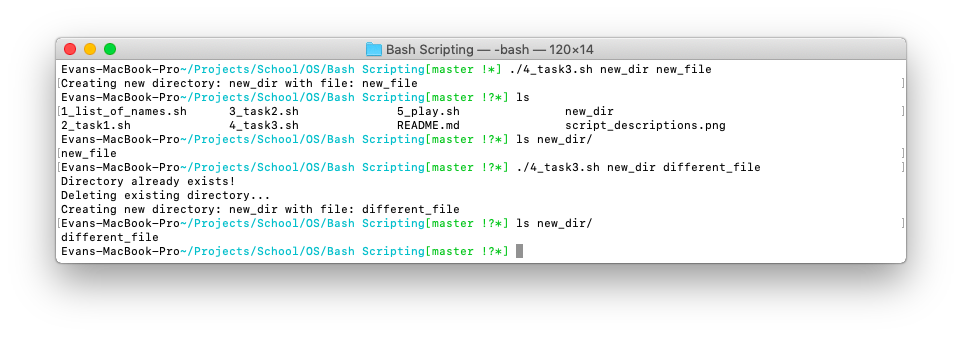 Bash Scripting — -bash — 120×14
Evans-MacBook-Pro~/Projects/School/OS/Bash Scripting[master !*] ./4_task3.sh new_dir new_file
[Creating new directory: new_dir with file: new_file ]
Evans-MacBook-Pro~/Projects/School/OS/Bash Scripting[master !?*] ls
[1_list_of_names.sh 3_task2.sh 5_play.sh new_dir ]
2_task1.sh 4_task3.sh README.md script_descriptions.png
Evans-MacBook-Pro~/Projects/School/OS/Bash Scripting[master !?*] ls new_dir/
[new_file ]
[Evans-MacBook-Pro~/Projects/School/OS/Bash Scripting[master !?*] ./4_task3.sh new_dir different_file ]
Directory already exists!
Deleting existing directory...
Creating new directory: new_dir with file: different_file
[Evans-MacBook-Pro~/Projects/School/OS/Bash Scripting[master !?*] ls new_dir/ ]
different_file
Evans-MacBook-Pro~/Projects/School/OS/Bash Scripting[master !?*]